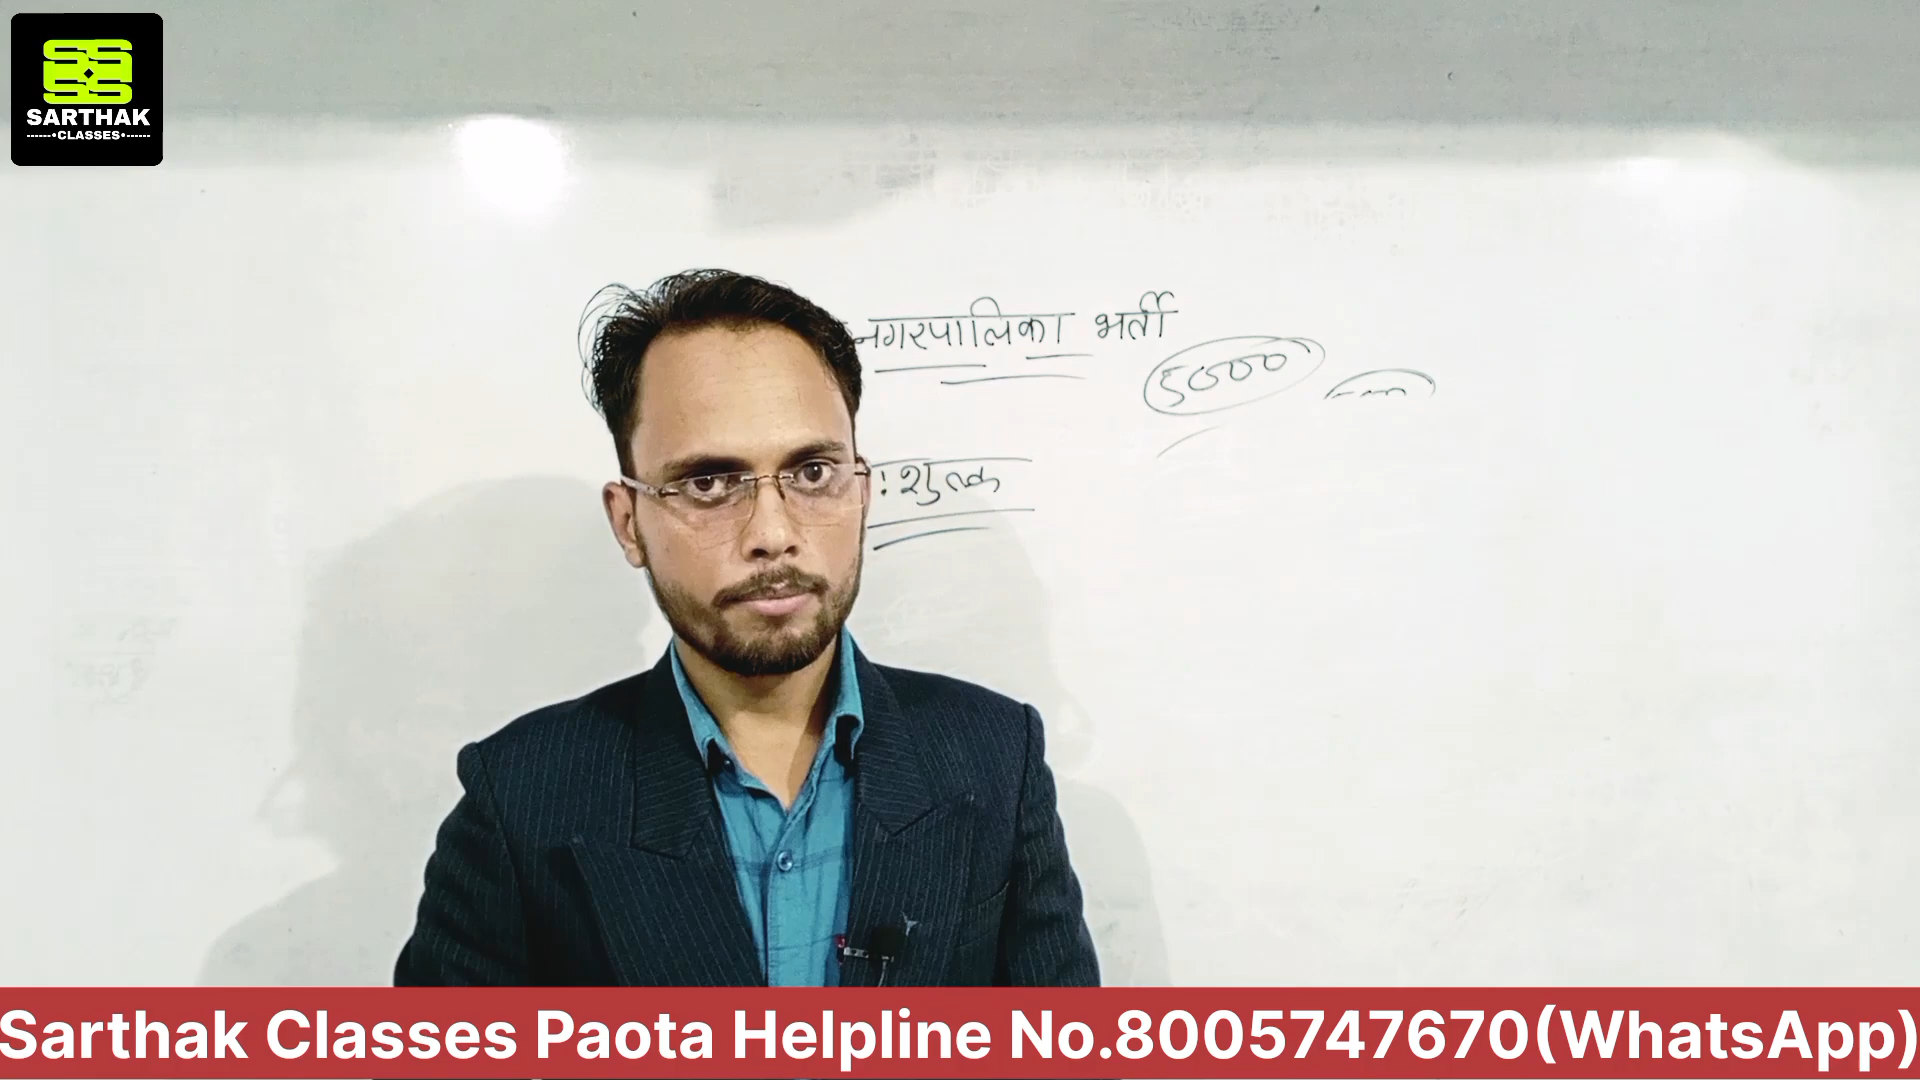 SARTHAK
CLASSES
नगरपालिका भर्ती
5000
:शुल्क
Sarthak Classes Paota Helpline No.8005747670(WhatsApp)